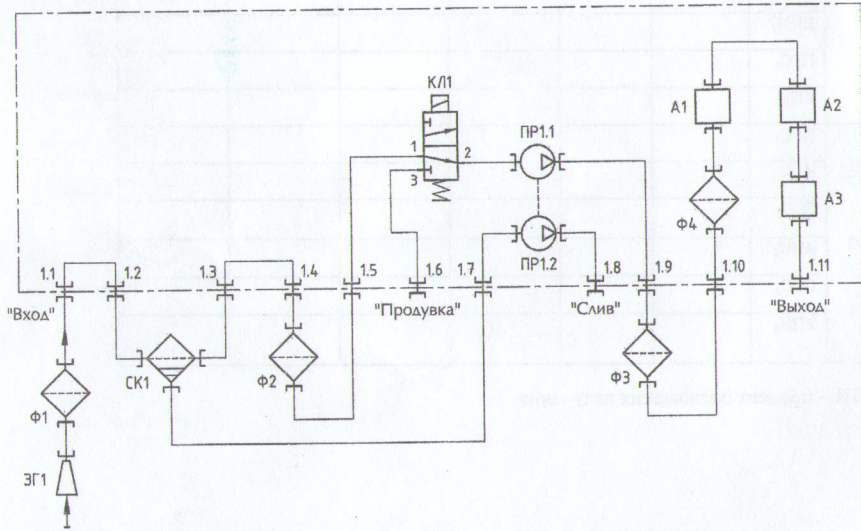 КЛ1
А1
А2
1
2
3
ПР1.1
Ф4
А3
ПР1.2
1.1
1.2
1.3
1.4
1.5
1.6
1.7
1.8
1.9
1.10
1.11
"Вход"
"Продувка"
"Слив"
"Выход"
СК1
Ф2
Ф3
Ф1
ЗГ1